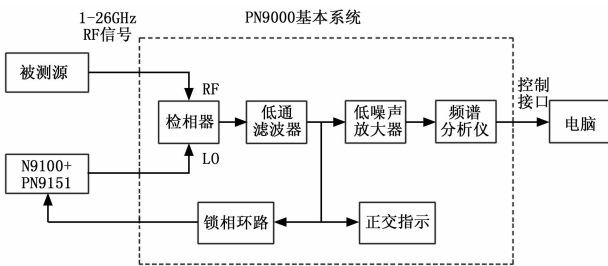 1-26GHz
RF信号
PN9000基本系统
被测源
RF
检相器
LO
低通
滤波器
低噪声
放大器
频谱
分析仪
控制
接口
电脑
N9100+
PN9151
锁相环路
正交指示